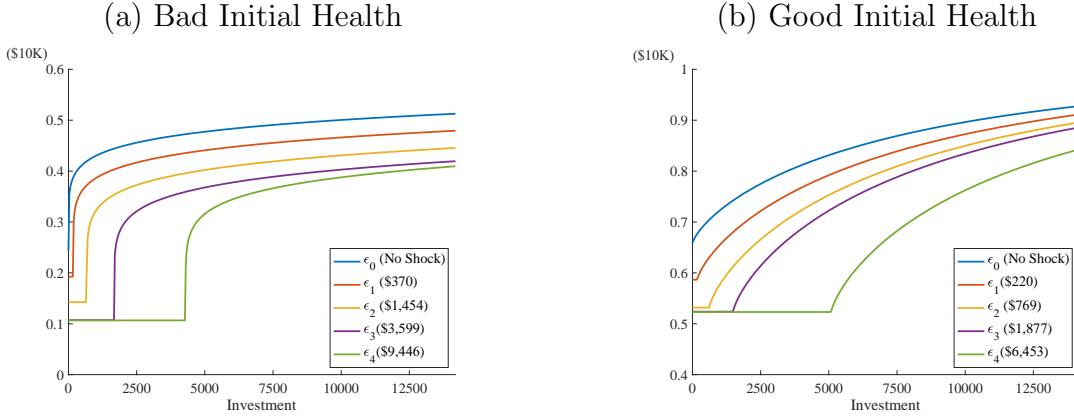 (a) Bad Initial Health
($10K)
0.6
0.5
0.4
0.3
0.2
0.1
0
0 2500 5000 7500 10000 12500
Investment
ϵ0 (No Shock)
ϵ1 ($370)
ϵ2 ($1,454)
ϵ3($3,599)
ϵ4($9,446)
(b) Good Initial Health
($10K)
1
0.9
0.8
0.7
0.6
0.5
0.4
0 2500 5000 7500 10000 12500
Investment
ϵ0 (No Shock)
ϵ1 ($220)
ϵ2 ($769)
ϵ3($1,877)
ϵ4($6,453)